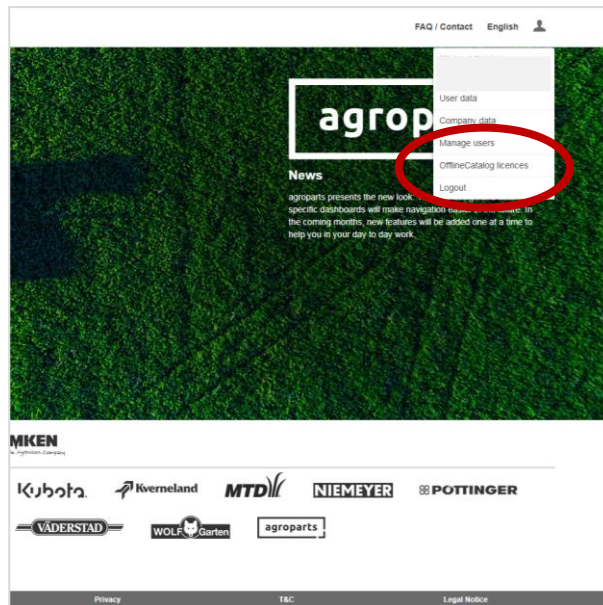 FAQ / Contact English
User data
Company data
Manage users
OfflineCatalog licences
Logout
agrop
News
agroparts presents the new look.
specific dashboards will make navigation easier in the future. In
the coming months, new features will be added one at a time to
help you in your day to day work.
MKEN
Kubota Kverneland MTD NIEMEYER PÖTTINGER
VÄDERSTAD WOLF Garten agroparts
Privacy T&C Legal Notice